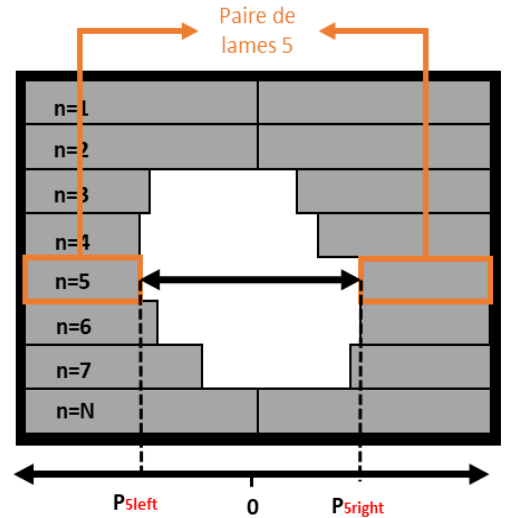 Paire de
lames 5
n=1
n=2
n=3
n=4
n=5
n=6
n=7
n=N
P5left 0 P5right